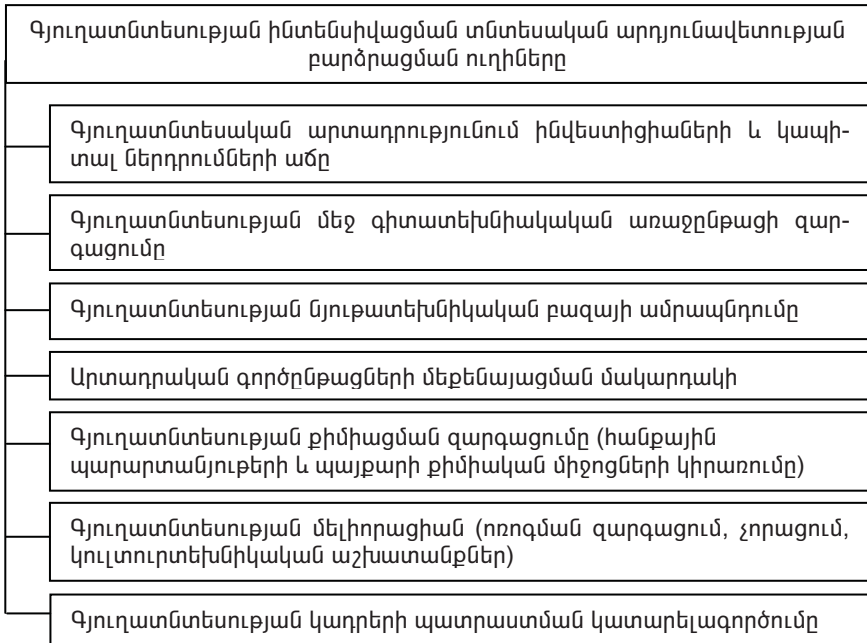 Գյուղատնտեսության ինտենսիվացման տնտեսական արդյունավետության
բարձրացման ուղիները
Գյուղատնտեսական արտադրությունում ինվեստիցիաների և կապի-
տալ ներդրումների աճը
Գյուղատնտեսության մեջ գիտատեխնիակական առաջընթացի զար-
գացումը
Գյուղատնտեսության նյութատեխնիկական բազայի ամրապնդումը
Արտադրական գործընթացների մեքենայացման մակարդակի
Գյուղատնտեսության քիմիացման զարգացումը (հանքային
պարարտանյութերի և պայքարի քիմիական միջոցների կիրառումը)
Գյուղատնտեսության մելիորացիան (ոռոգման զարգացում, չորացում,
կուլտուրտեխնիկական աշխատանքներ)
Գյուղատնտեսության կադրերի պատրաստման կատարելագործումը